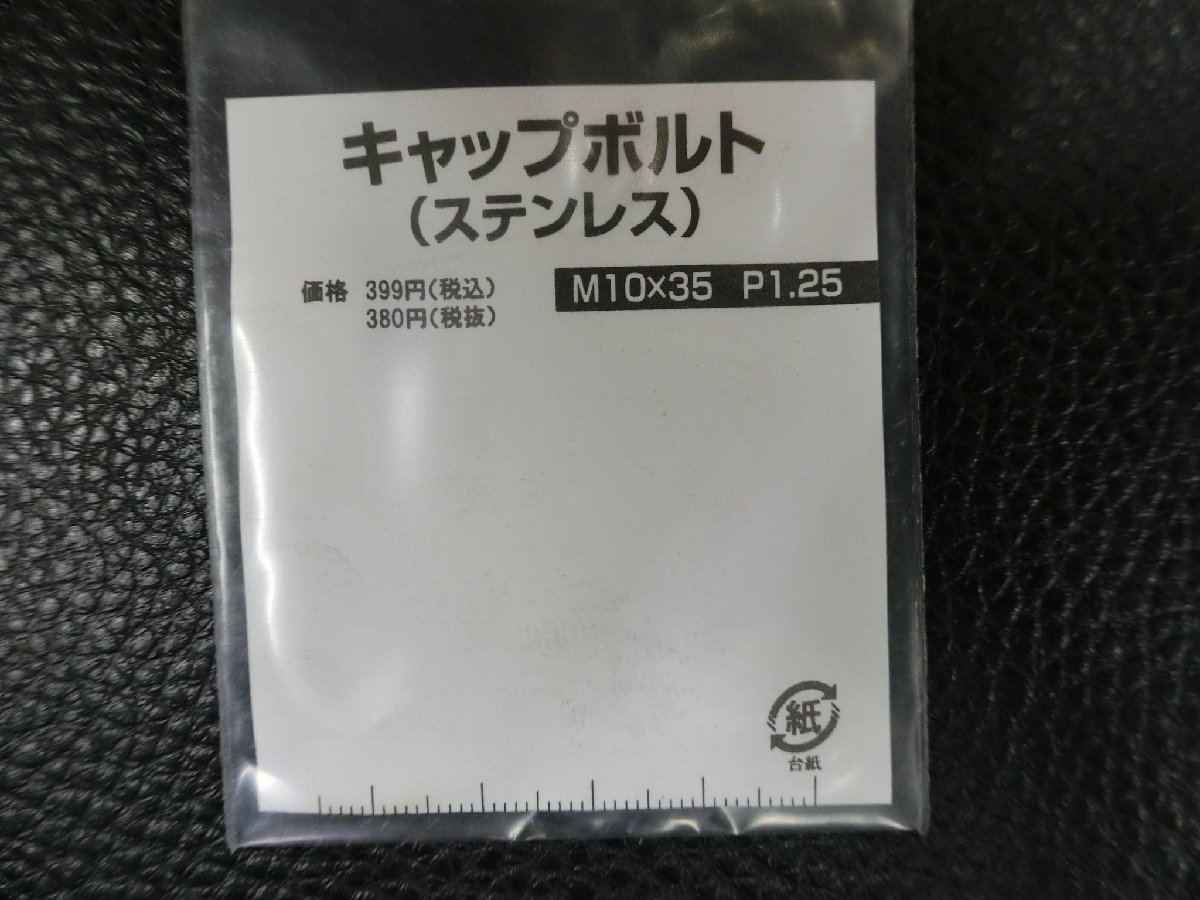 キャップボルト
(ステンレス)
価格 399円(税込)
380円(税抜)
M10×35 P1.25
紙
台紙